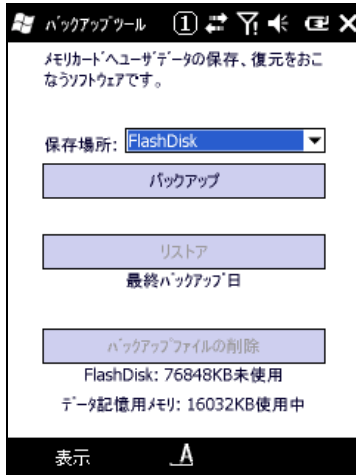 ﾊﾞｯｸｱｯﾌﾟﾂｰﾙ 1
ﾒﾓﾘｶｰﾄﾞへﾕｰｻﾞﾃﾞｰﾀの保存、復元をおこ
なうｿﾌﾄｳｪｱです。
保存場所: FlashDisk
ﾊﾞｯｸｱｯﾌﾟ
ﾘｽﾄｱ
最終ﾊﾞｯｸｱｯﾌﾟ日
ﾊﾞｯｸｱｯﾌﾟﾌｧｲﾙの削除
FlashDisk: 76848KB未使用
ﾃﾞｰﾀ記憶用ﾒﾓﾘ: 16032KB使用中
表示 A